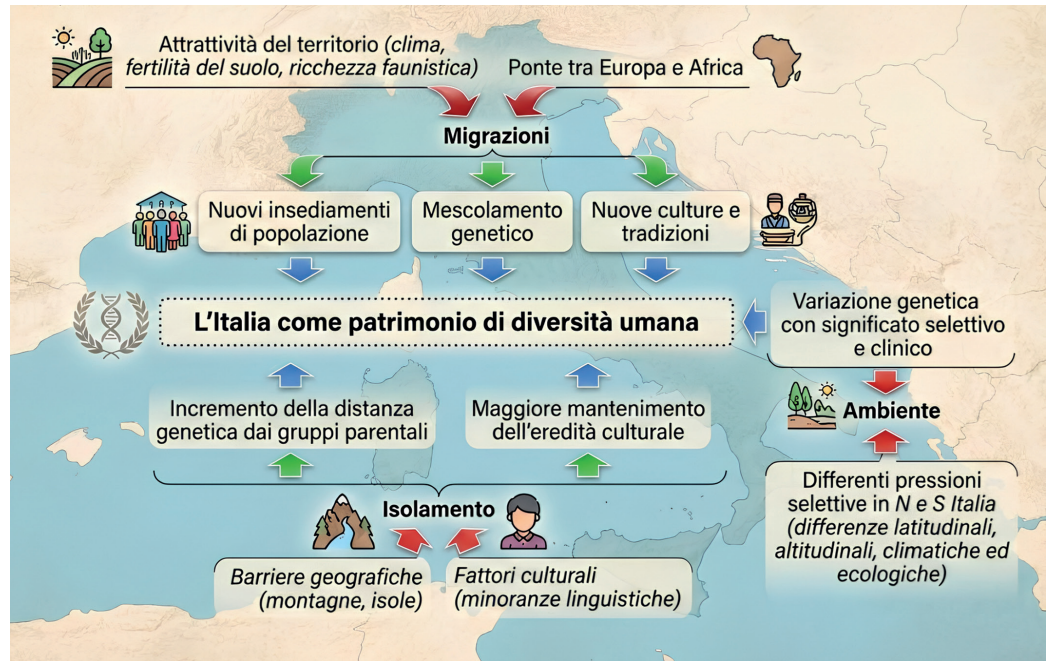 Attrattività del territorio (clima,
fertilità del suolo, ricchezza faunistica)
Ponte tra Europa e Africa
Migrazioni
Nuovi insediamenti
di popolazione
Mescolamento
genetico
Nuove culture e
tradizioni
L'Italia come patrimonio di diversità umana
Variazione genetica
con significato selettivo
e clinico
Incremento della distanza
genetica dai gruppi parentali
Maggiore mantenimento
dell'eredità culturale
Ambiente
Differenti pressioni
selettive in N e S Italia
(differenze latitudinali,
altitudinali, climatiche ed
ecologiche)
Isolamento
Barriere geografiche
(montagne, isole)
Fattori culturali
(minoranze linguistiche)